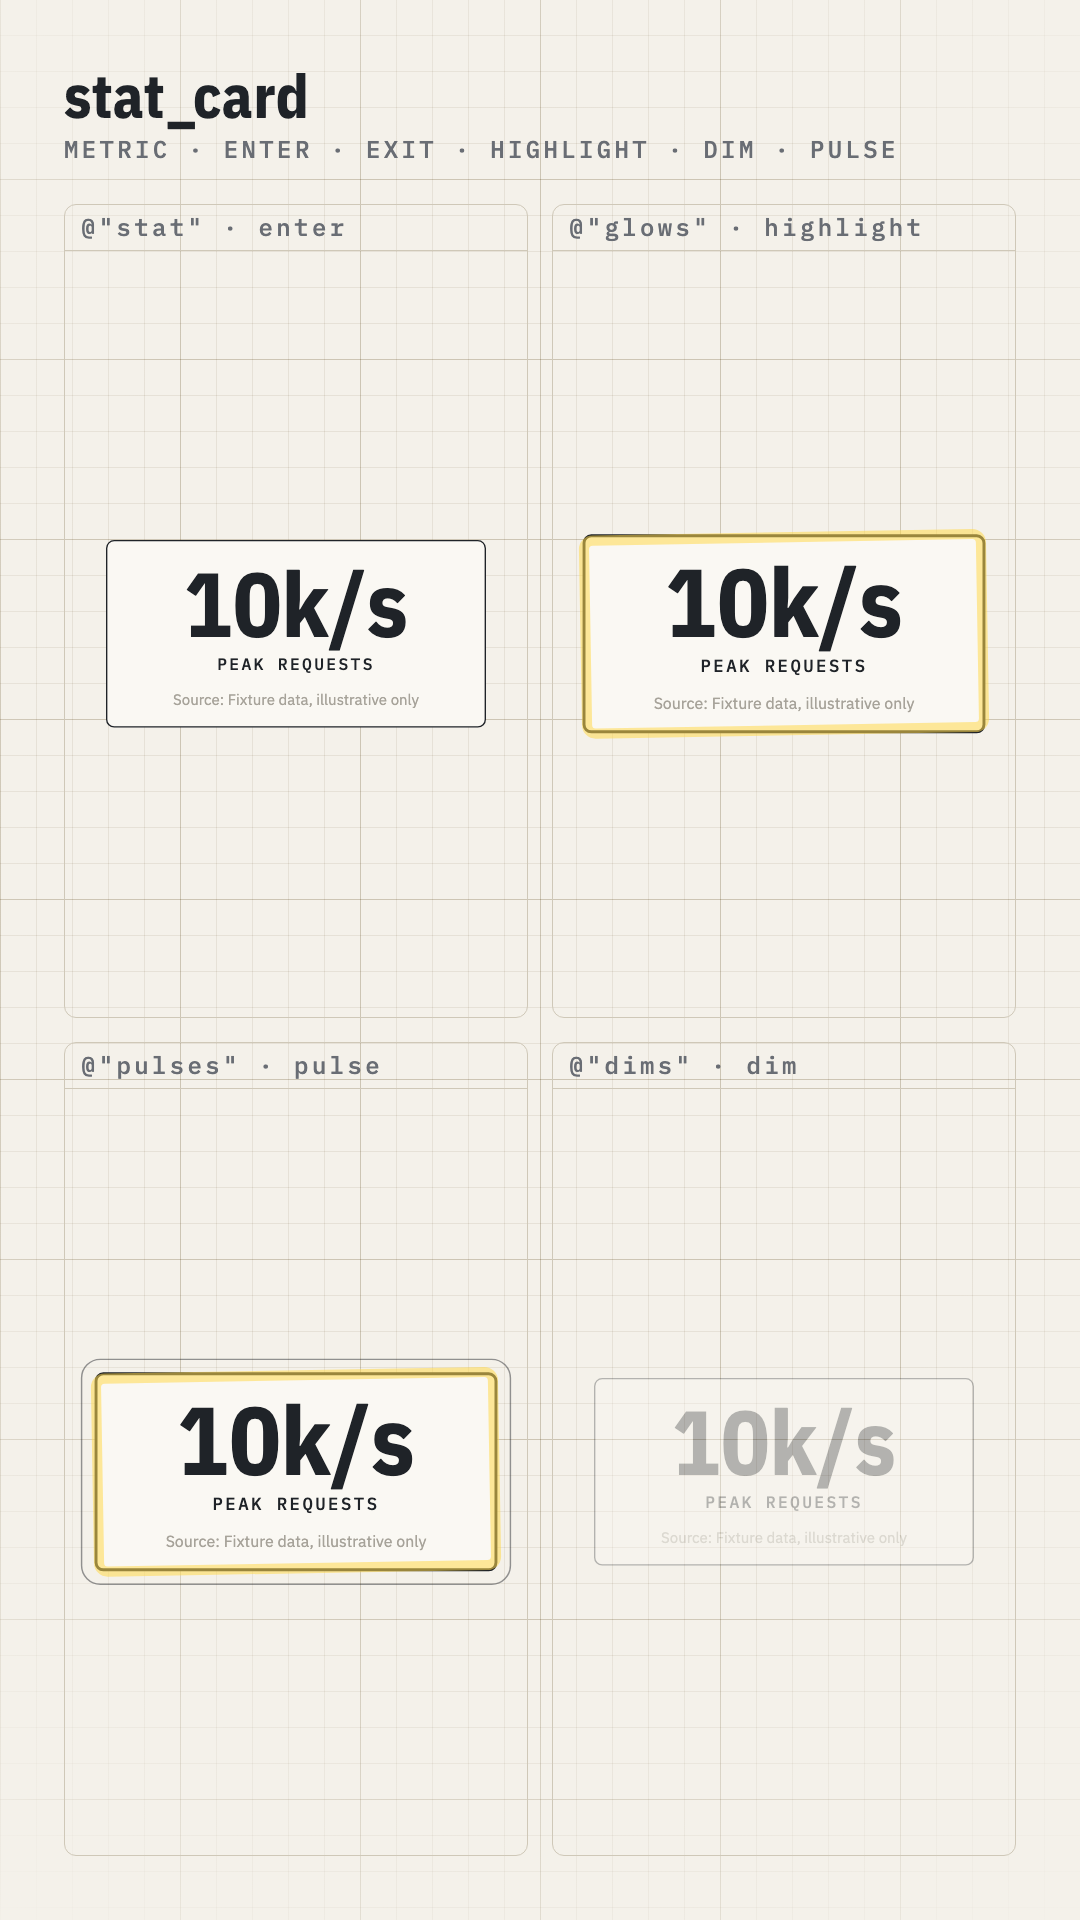 stat_card
METRIC · ENTER · EXIT · HIGHLIGHT · DIM · PULSE
@"stat" · enter
10k/s
PEAK REQUESTS
Source: Fixture data, illustrative only
@"glows" · highlight
10k/s
PEAK REQUESTS
Source: Fixture data, illustrative only
@"pulses" · pulse
10k/s
PEAK REQUESTS
Source: Fixture data, illustrative only
@"dims" · dim
10k/s
PEAK REQUESTS
Source: Fixture data, illustrative only